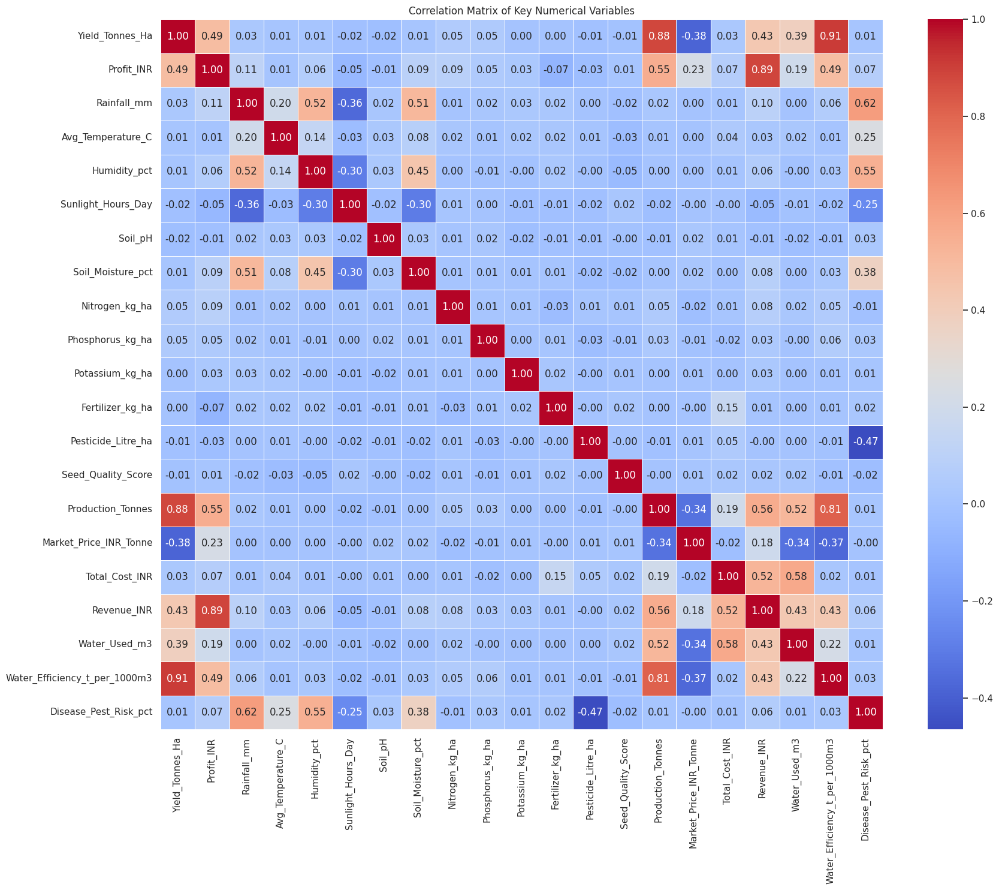 Correlation Matrix of Key Numerical Variables
Yield_Tonnes_Ha 1.00 0.49 0.03 0.01 0.01 -0.02 -0.02 0.01 0.05 0.05 0.00 0.00 -0.01 -0.01 0.88 -0.38 0.03 0.43 0.39 0.91 0.01
Profit_INR 0.49 1.00 0.11 0.01 0.06 -0.05 -0.01 0.09 0.09 0.05 0.03 -0.07 -0.03 0.01 0.55 0.23 0.07 0.89 0.19 0.49 0.07
Rainfall_mm 0.03 0.11 1.00 0.20 0.52 -0.36 0.02 0.51 0.01 0.02 0.03 0.02 0.00 -0.02 0.02 0.00 0.01 0.10 0.00 0.06 0.62
Avg_Temperature_C 0.01 0.01 0.20 1.00 0.14 -0.03 0.03 0.08 0.02 0.01 0.02 0.02 0.01 -0.03 0.01 0.00 0.04 0.03 0.02 0.01 0.25
Humidity_pct 0.01 0.06 0.52 0.14 1.00 -0.30 0.03 0.45 0.00 -0.01 -0.00 0.02 -0.00 -0.05 0.00 0.00 0.01 0.06 -0.00 0.03 0.55
Sunlight_Hours_Day -0.02 -0.05 -0.36 -0.03 -0.30 1.00 -0.02 -0.30 0.01 0.00 -0.01 -0.01 -0.02 0.02 -0.02 -0.00 -0.00 -0.05 -0.01 -0.02 -0.25
Soil_pH -0.02 -0.01 0.02 0.03 0.03 -0.02 1.00 0.03 0.01 0.02 -0.02 -0.01 -0.01 -0.00 -0.01 0.02 0.01 -0.01 -0.02 -0.01 0.03
Soil_Moisture_pct 0.01 0.09 0.51 0.08 0.45 -0.30 0.03 1.00 0.01 0.01 0.01 0.01 -0.02 -0.02 0.00 0.02 0.00 0.08 0.00 0.03 0.38
Nitrogen_kg_ha 0.05 0.09 0.01 0.02 0.00 0.01 0.01 0.01 1.00 0.01 0.01 -0.03 0.01 0.01 0.05 -0.02 0.01 0.08 0.02 0.05 -0.01
Phosphorus_kg_ha 0.05 0.05 0.02 0.01 -0.01 0.00 0.02 0.01 0.01 1.00 0.00 0.01 -0.03 -0.01 0.03 -0.01 -0.02 0.03 -0.00 0.06 0.03
Potassium_kg_ha 0.00 0.03 0.03 0.02 -0.00 -0.01 -0.02 0.01 0.01 0.00 1.00 0.02 -0.00 0.01 0.00 0.01 0.00 0.03 0.00 0.01 0.01
Fertilizer_kg_ha 0.00 -0.07 0.02 0.02 0.02 -0.01 -0.01 0.01 -0.03 0.01 0.02 1.00 -0.00 0.02 0.00 -0.00 0.15 0.01 0.00 0.01 0.02
Pesticide_Litre_ha -0.01 -0.03 0.00 0.01 -0.00 -0.02 -0.01 -0.02 0.01 -0.03 -0.00 -0.00 1.00 -0.00 -0.01 0.01 0.05 -0.00 0.00 -0.01 -0.47
Seed_Quality_Score -0.01 0.01 -0.02 -0.03 -0.05 0.02 -0.00 -0.02 0.01 -0.01 0.01 0.02 -0.00 1.00 -0.00 0.01 0.02 0.02 0.02 -0.01 -0.02
Production_Tonnes 0.88 0.55 0.02 0.01 0.00 -0.02 -0.01 0.00 0.05 0.03 0.00 0.00 -0.01 -0.00 1.00 -0.34 0.19 0.56 0.52 0.81 0.01
Market_Price_INR_Tonne -0.38 0.23 0.00 0.00 0.00 -0.00 0.02 0.02 -0.02 -0.01 0.01 -0.00 0.01 0.01 -0.34 1.00 -0.02 0.18 -0.34 -0.37 -0.00
Total_Cost_INR 0.03 0.07 0.01 0.04 0.01 -0.00 0.01 0.00 0.01 -0.02 0.00 0.15 0.05 0.02 0.19 -0.02 1.00 0.52 0.58 0.02 0.01
Revenue_INR 0.43 0.89 0.10 0.03 0.06 -0.05 -0.01 0.08 0.08 0.03 0.03 0.01 -0.00 0.02 0.56 0.18 0.52 1.00 0.43 0.43 0.06
Water_Used_m3 0.39 0.19 0.00 0.02 -0.00 -0.01 -0.02 0.00 0.02 -0.00 0.00 0.00 0.00 0.02 0.52 -0.34 0.58 0.43 1.00 0.22 0.01
Water_Efficiency_t_per_1000m3 0.91 0.49 0.06 0.01 0.03 -0.02 -0.01 0.03 0.05 0.06 0.01 0.01 -0.01 -0.01 0.81 -0.37 0.02 0.43 0.22 1.00 0.03
Disease_Pest_Risk_pct 0.01 0.07 0.62 0.25 0.55 -0.25 0.03 0.38 -0.01 0.03 0.01 0.02 -0.47 -0.02 0.01 -0.00 0.01 0.06 0.01 0.03 1.00
Yield_Tonnes_Ha
Profit_INR
Rainfall_mm
Avg_Temperature_C
Humidity_pct
Sunlight_Hours_Day
Soil_pH
Soil_Moisture_pct
Nitrogen_kg_ha
Phosphorus_kg_ha
Potassium_kg_ha
Fertilizer_kg_ha
Pesticide_Litre_ha
Seed_Quality_Score
Production_Tonnes
Market_Price_INR_Tonne
Total_Cost_INR
Revenue_INR
Water_Used_m3
Water_Efficiency_t_per_1000m3
Disease_Pest_Risk_pct
1.0
0.8
0.6
0.4
0.2
0.0
−0.2
−0.4